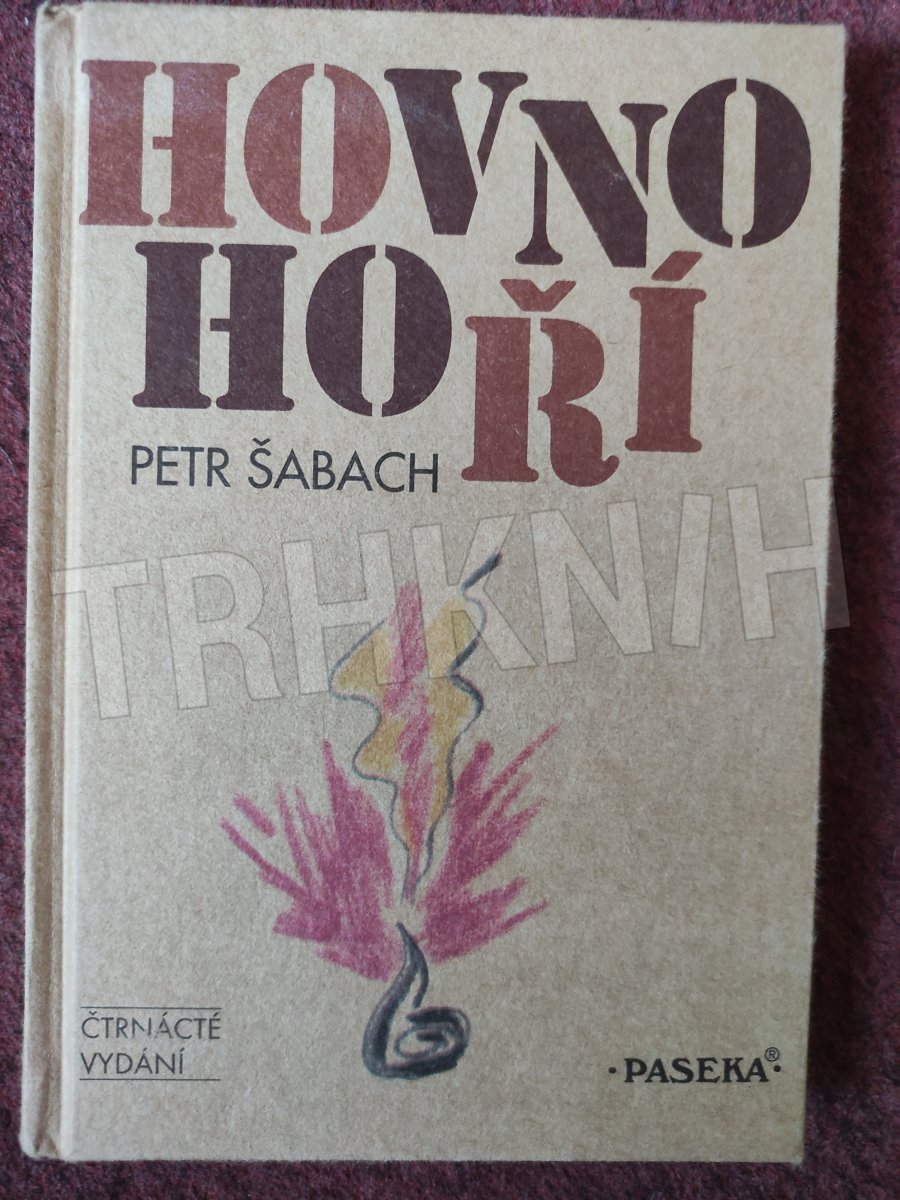 HOVNO
HOŘÍ
PETR ŠABACH
TRHKNIH
ČTRNÁCTÉ
VYDÁNÍ
·PASEKA®·